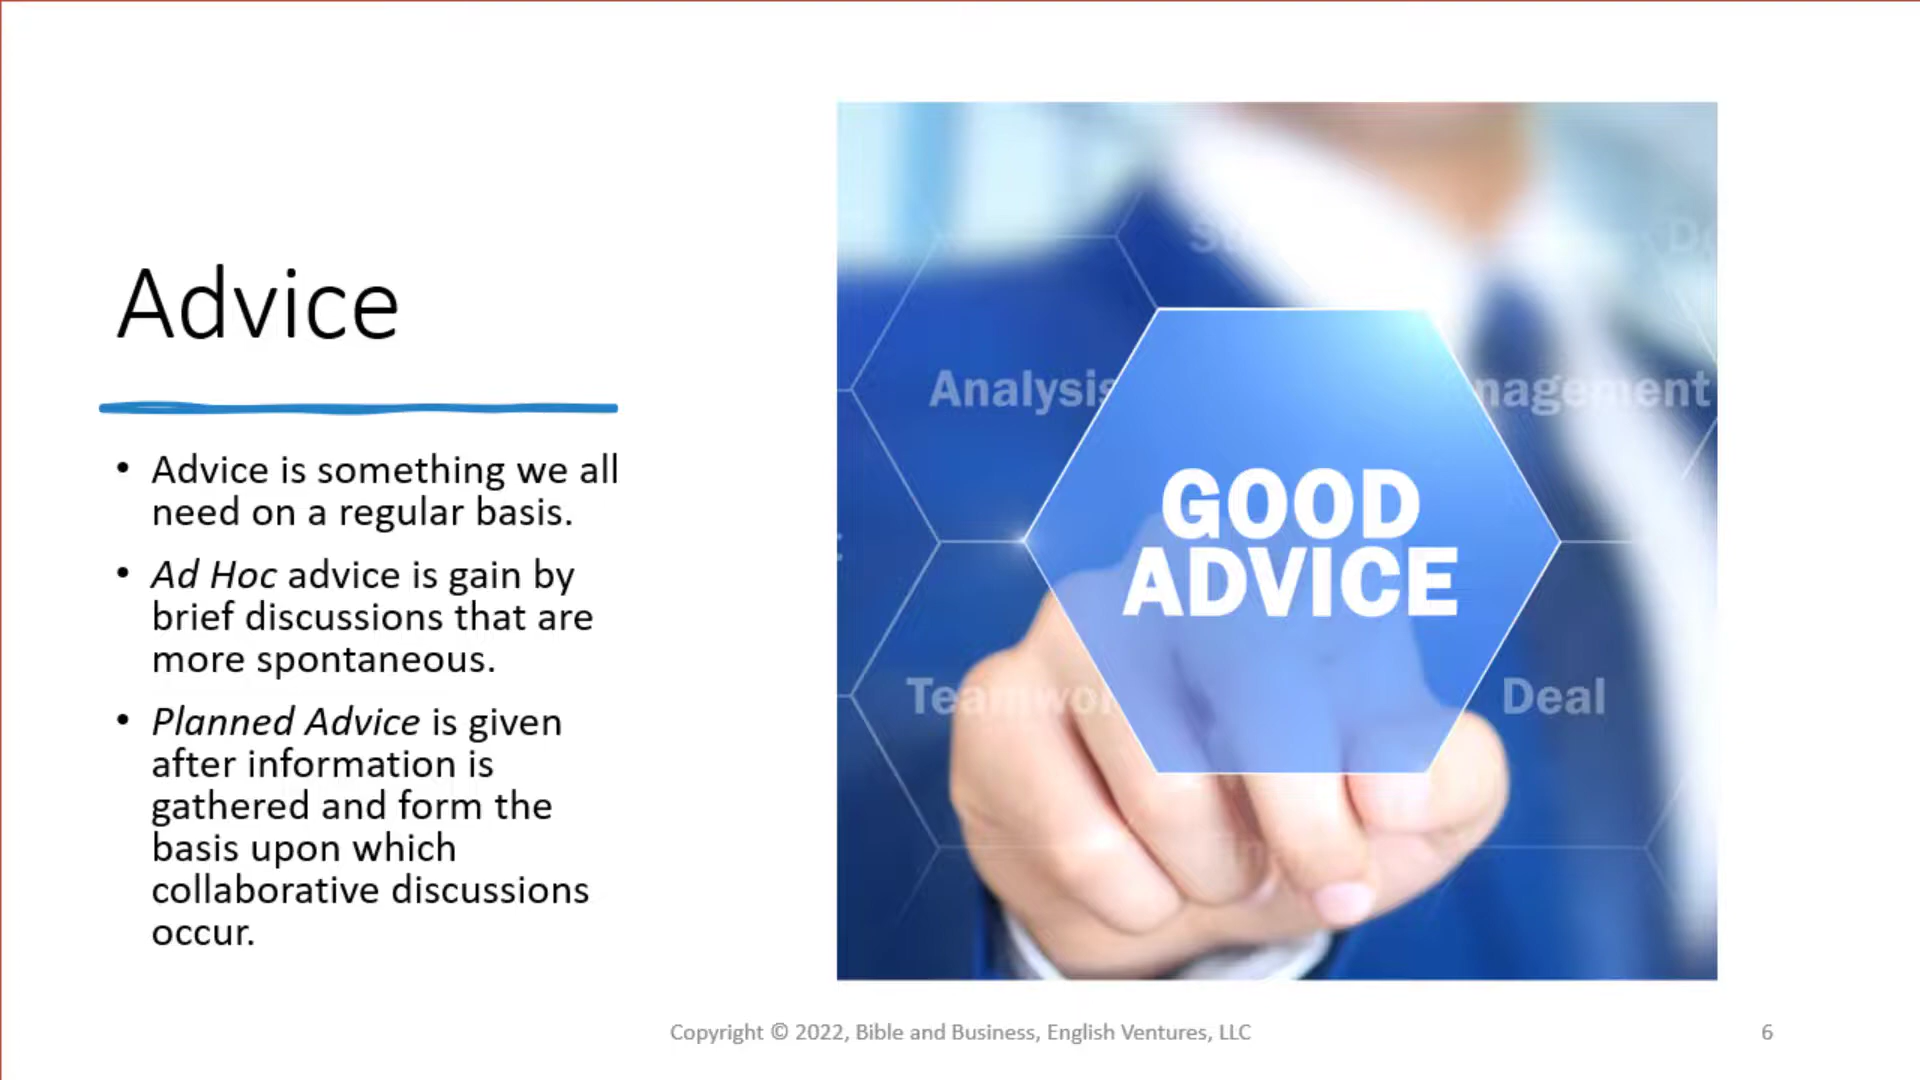 Advice
• Advice is something we all
need on a regular basis.
• Ad Hoc advice is gain by
brief discussions that are
more spontaneous.
• Planned Advice is given
after information is
gathered and form the
basis upon which
collaborative discussions
occur.
Analysis
nagement
GOOD
ADVICE
Teamwor
Deal
Copyright © 2022, Bible and Business, English Ventures, LLC
6